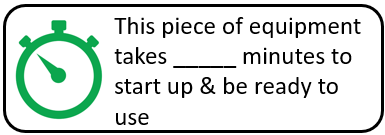 This piece of equipment
takes _____ minutes to
start up & be ready to
use